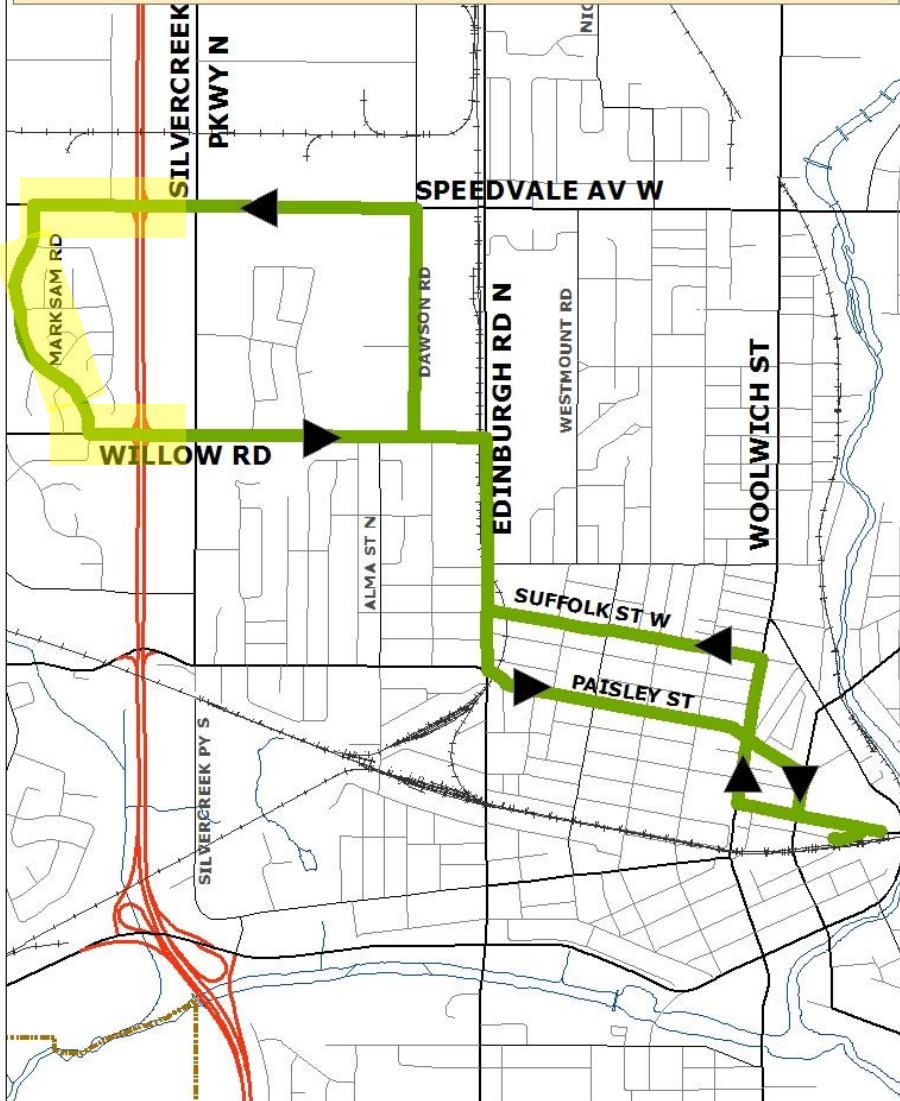 SILVERCREEK
PKWY N
NIC
SPEEDVALE AV W
MARKSAM RD
DAWSON RD
EDINBURGH RD N
WESTMOUNT RD
WOOLWICH ST
WILLOW RD
ALMA ST N
SUFFOLK ST W
PAISLEY ST
SILVERCREEK PY S